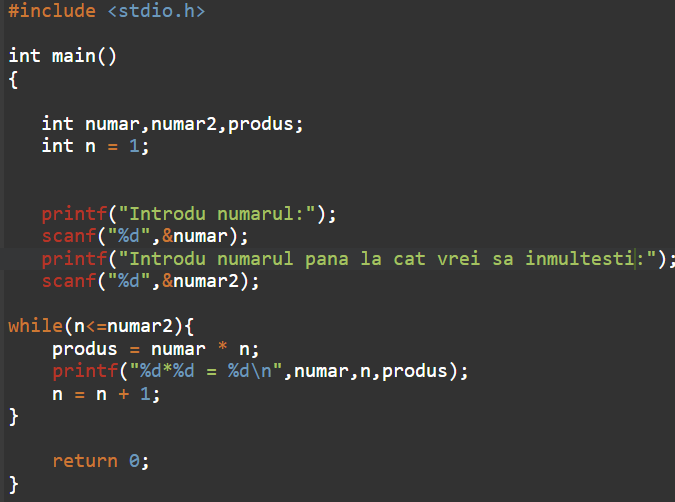 #include <stdio.h>
int main()
{
int numar,numar2,produs;
int n = 1;
printf("Introdu numarul:");
scanf("%d",&numar);
printf("Introdu numarul pana la cat vrei sa inmultesti:");
scanf("%d",&numar2);
while(n<=numar2){
produs = numar * n;
printf("%d*%d = %d\n",numar,n,produs);
n = n + 1;
}
return 0;
}